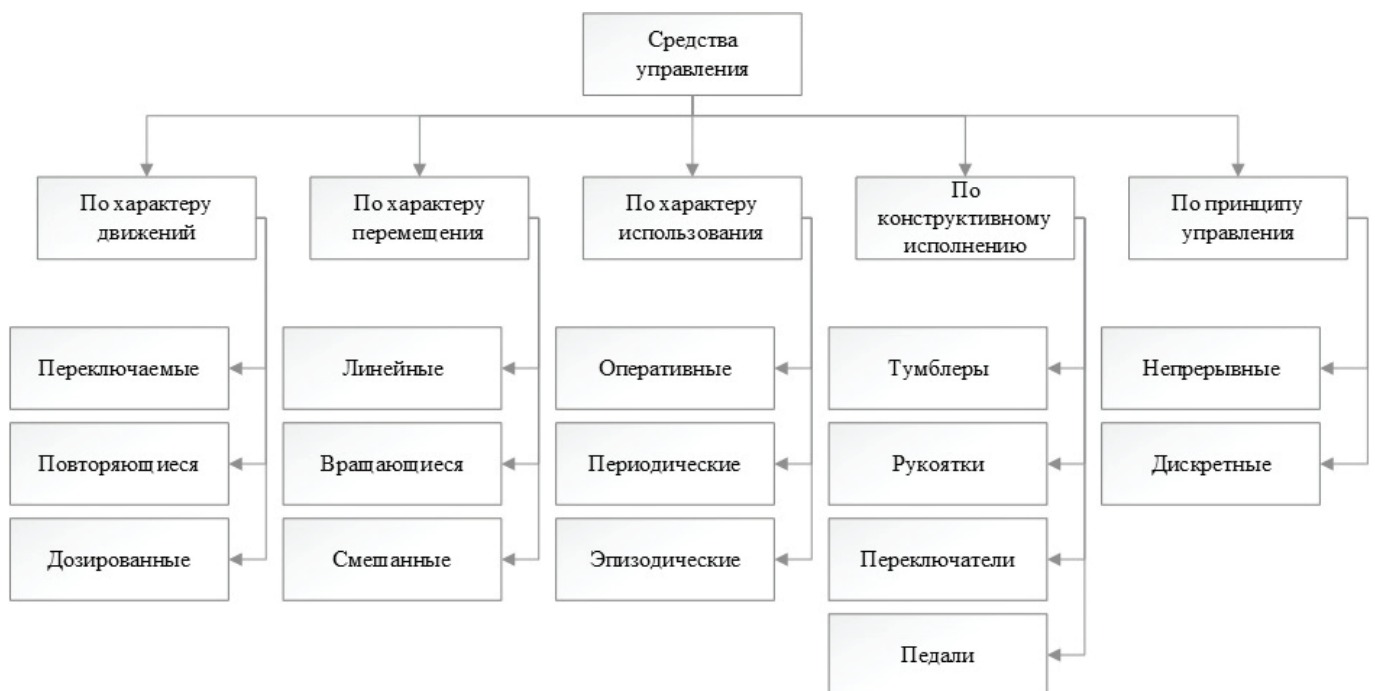 Средства
управления
По характеру
движений
По характеру
перемещения
По характеру
использования
По
конструктивному
исполнению
По принципу
управления
Переключаемые
Линейные
Оперативные
Тумблеры
Непрерывные
Повторяющиеся
Вращающиеся
Периодические
Рукоятки
Дискретные
Дозированные
Смешанные
Эпизодические
Переключатели
Педали